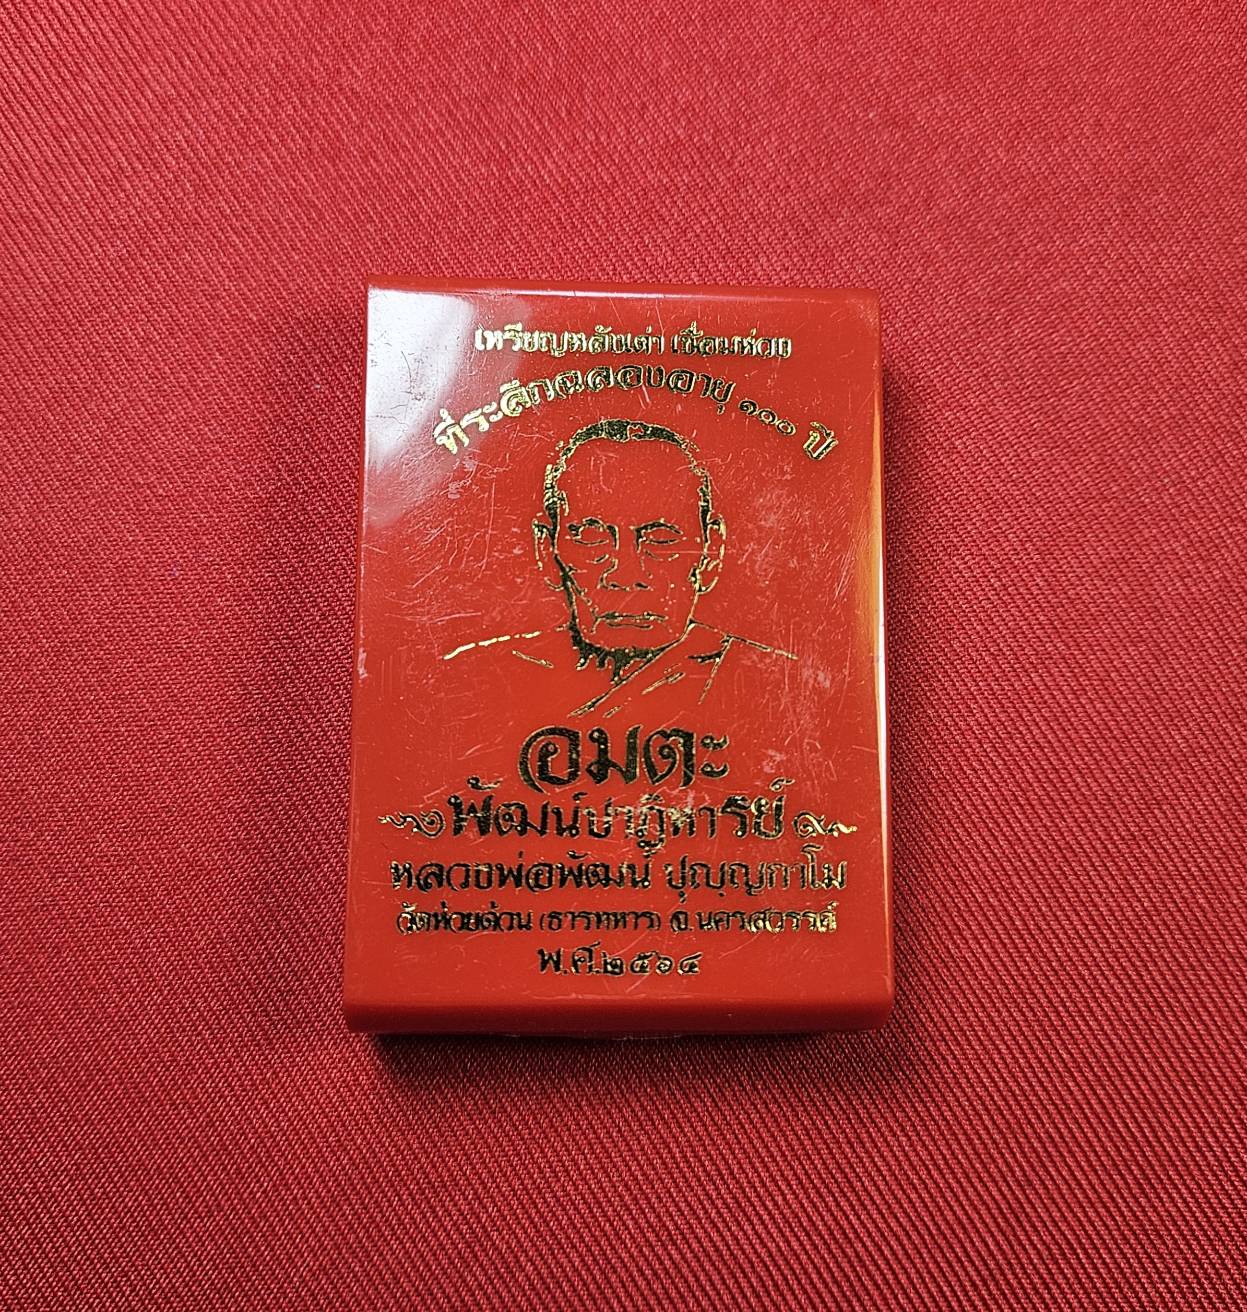 เหรียญหลังเต่า เชื่อมห่วง
ที่ระลึกฉลองอายุ ๑๐๐ ปี
อมตะ
พัฒน์ปาฏิหาริย์
หลวงพ่อพัฒน์ ปุญฺญกาโม
วัดห้วยด้วน (ธารทหาร) จ.นครสวรรค์
พ.ศ.๒๕๖๔